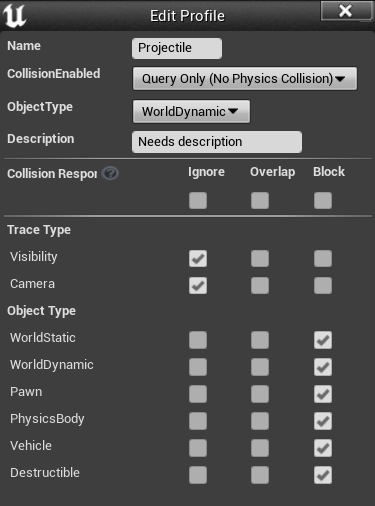 Edit Profile
Name Projectile
CollisionEnabled Query Only (No Physics Collision)
ObjectType WorldDynamic
Description Needs description
Collision Respor ? Ignore Overlap Block
Trace Type
Visibility
Camera
Object Type
WorldStatic
WorldDynamic
Pawn
PhysicsBody
Vehicle
Destructible